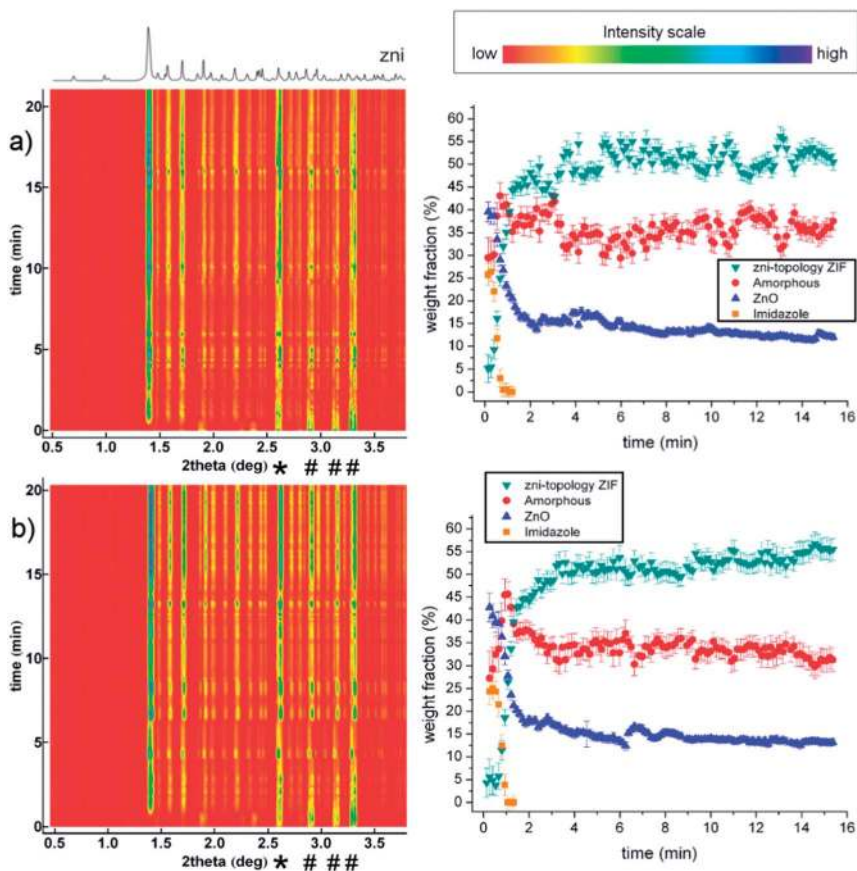 zni
Intensity scale
low
high
a)
20
15
10
5
0
time (min)
0.5 1.0 1.5 2.0 2.5 3.0 3.5
2theta (deg) * # ##
60
55
50
45
40
35
30
25
20
15
10
5
0
weight fraction (%)
zni-topology ZIF
Amorphous
ZnO
Imidazole
0 2 4 6 8 10 12 14 16
time (min)
b)
20
15
10
5
0
time (min)
0.5 1.0 1.5 2.0 2.5 3.0 3.5
2theta (deg) * # ##
zni-topology ZIF
Amorphous
ZnO
Imidazole
60
55
50
45
40
35
30
25
20
15
10
5
0
weight fraction (%)
0 2 4 6 8 10 12 14 16
time (min)